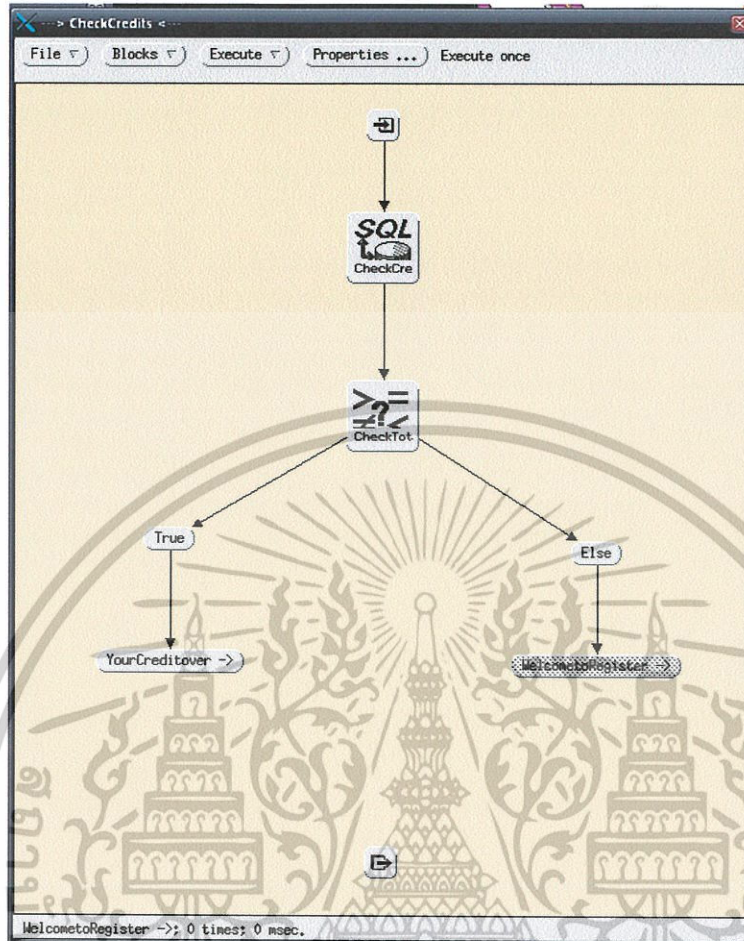 ---> CheckCredits <---
File Blocks Execute Properties ... Execute once
SQL
CheckCre
>?=
≠<
CheckTot
True
Else
YourCreditover ->
WelcometoRegister ->
WelcometoRegister ->; 0 times; 0 msec.